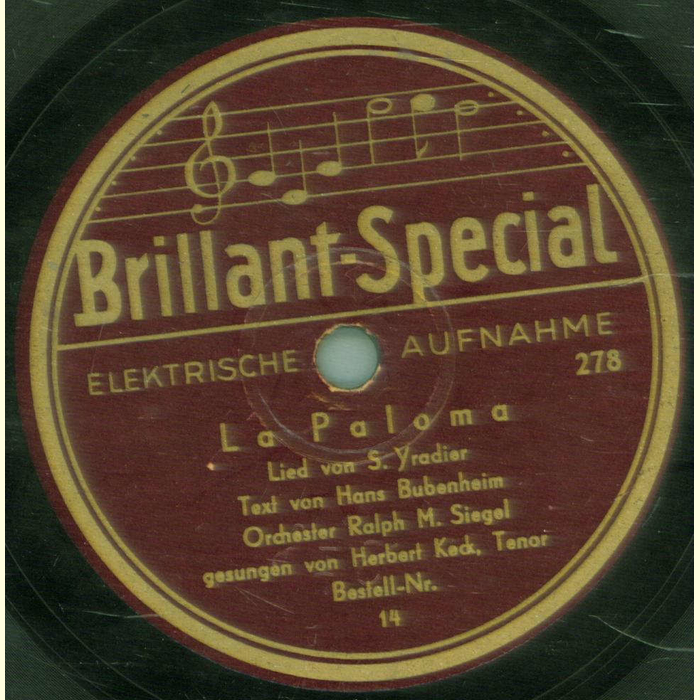 Brillant-Special
ELEKTRISCHE AUFNAHME
278
La Paloma
Lied von S. Yradier
Text von Hans Bubenheim
Orchester Ralph M. Siegel
gesungen von Herbert Keck, Tenor
Bestell-Nr.
14